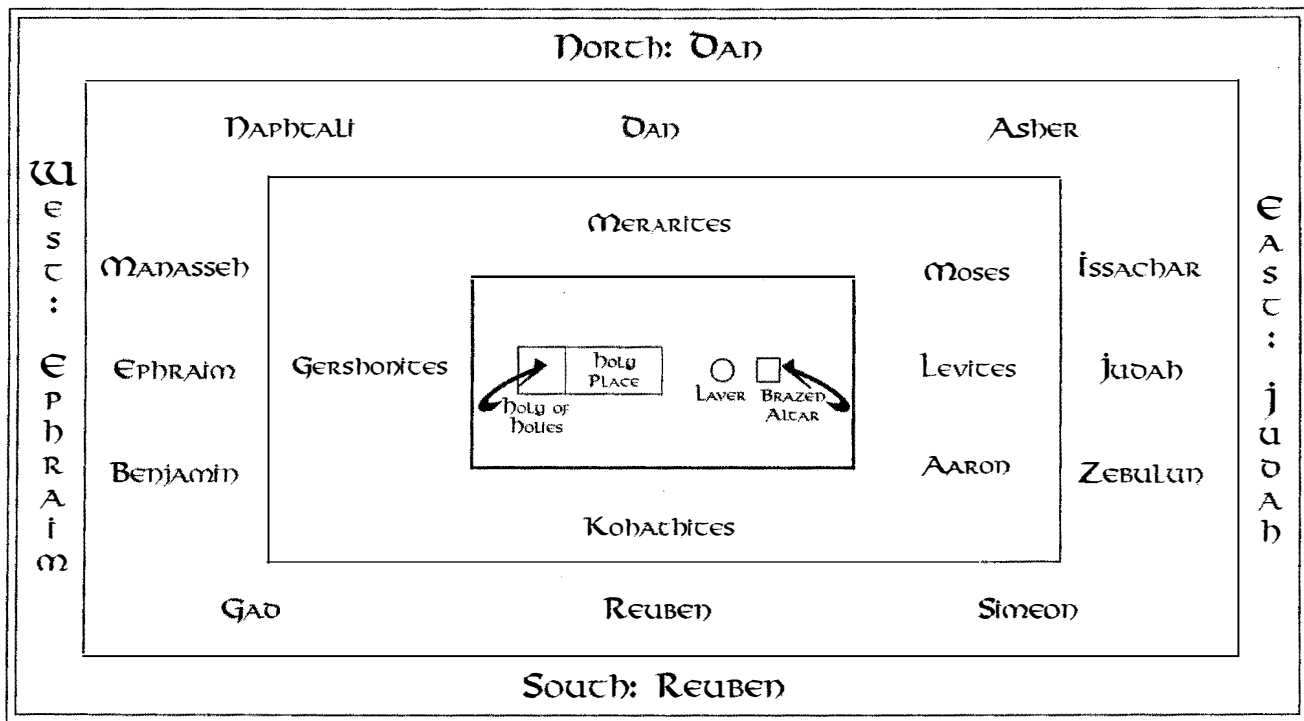 North: Dan
Naphtali Dan Asher
West: Ephraim
East: Judah
Merarites
Manasseh Moses Issachar
Ephraim Gershonites Holy Levites Judah
Place
Laver Brazen
Altar
Holy of
Holies
Benjamin Aaron Zebulun
Kohathites
Gad Reuben Simeon
South: Reuben